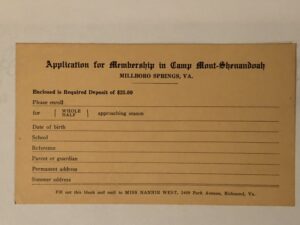 Application for Membership in Camp Mont-Shenandoah
MILLBORO SPRINGS, VA.
Enclosed is Required Deposit of $25.00
Please enroll
for { WHOLE HALF } approaching season
Date of birth
School
Reference
Parent or guardian
Permanent address
Summer address
Fill out this blank and mail to MISS NANNIE WEST, Park Avenue, Richmond, Va.